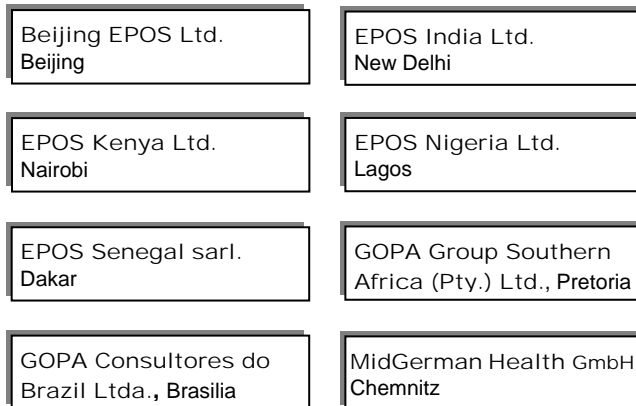 Beijing EPOS Ltd.
Beijing
EPOS India Ltd.
New Delhi
EPOS Kenya Ltd.
Nairobi
EPOS Nigeria Ltd.
Lagos
EPOS Senegal sarl.
Dakar
GOPA Group Southern
Africa (Pty.) Ltd., Pretoria
GOPA Consultores do
Brazil Ltda., Brasilia
MidGerman Health GmbH
Chemnitz